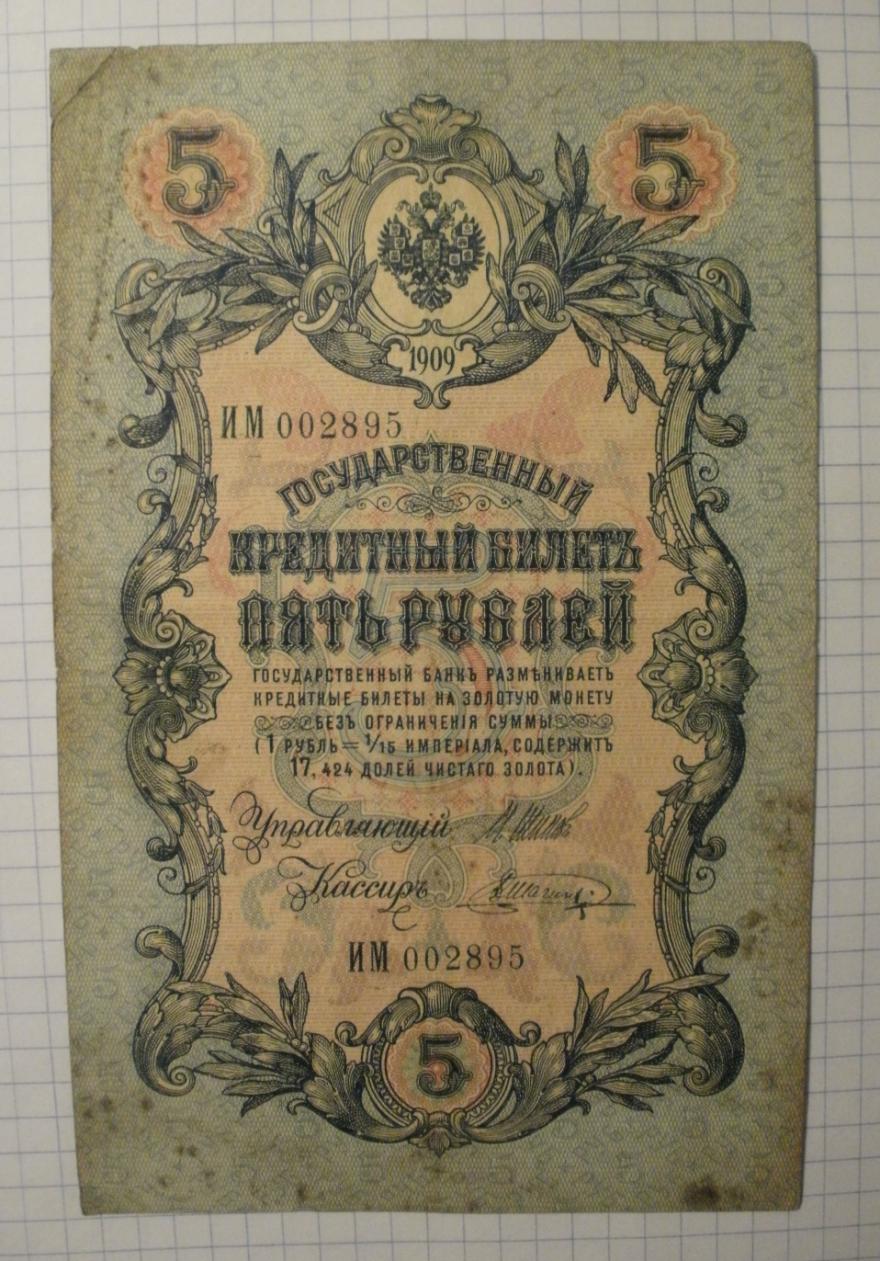 5 5
1909
ИМ 002895
ГОСУДАРСТВЕННЫЙ
КРЕДИТНЫЙ БИЛЕТЪ
ПЯТЬ РУБЛЕЙ
ГОСУДАРСТВЕННЫЙ БАНКЪ РАЗМѢНИВАЕТЪ
КРЕДИТНЫЕ БИЛЕТЫ НА ЗОЛОТУЮ МОНЕТУ
БЕЗЪ ОГРАНИЧЕНІЯ СУММЫ
(1 РУБЛЬ = 1/15 ИМПЕРІАЛА, СОДЕРЖИТЪ
17,424 ДОЛЕЙ ЧИСТАГО ЗОЛОТА).
Управляющій
Кассиръ
ИМ 002895
5